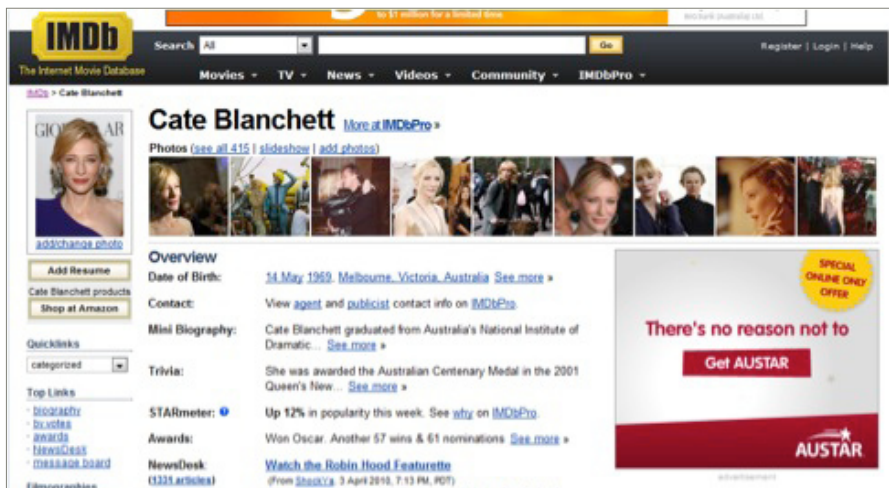 to $1 million for a limited time.
IMDb
The Internet Movie Database
Search All Go
Register | Login | Help
Movies TV News Videos Community IMDbPro
IMDb > Cate Blanchett
Cate Blanchett More at IMDbPro »
Photos (see all 415 | slideshow | add photos)
add/change photo
Add Resume
Cate Blanchett products
Shop at Amazon
Quicklinks
categorized
Top Links
- biography
- by votes
- awards
- NewsDesk
- message board
Filmographies
Overview
Date of Birth: 14 May 1969, Melbourne, Victoria, Australia See more »
Contact: View agent and publicist contact info on IMDbPro.
Mini Biography: Cate Blanchett graduated from Australia's National Institute of
Dramatic... See more »
Trivia: She was awarded the Australian Centenary Medal in the 2001
Queen's New... See more »
STARmeter: Up 12% in popularity this week. See why on IMDbPro.
Awards: Won Oscar. Another 57 wins & 61 nominations See more »
NewsDesk: Watch the Robin Hood Featurette
(1331 articles) (From ShockYa. 3 April 2010, 7:13 PM, PDT)
SPECIAL
ONLINE ONLY
OFFER
There's no reason not to
Get AUSTAR
AUSTAR
advertisement